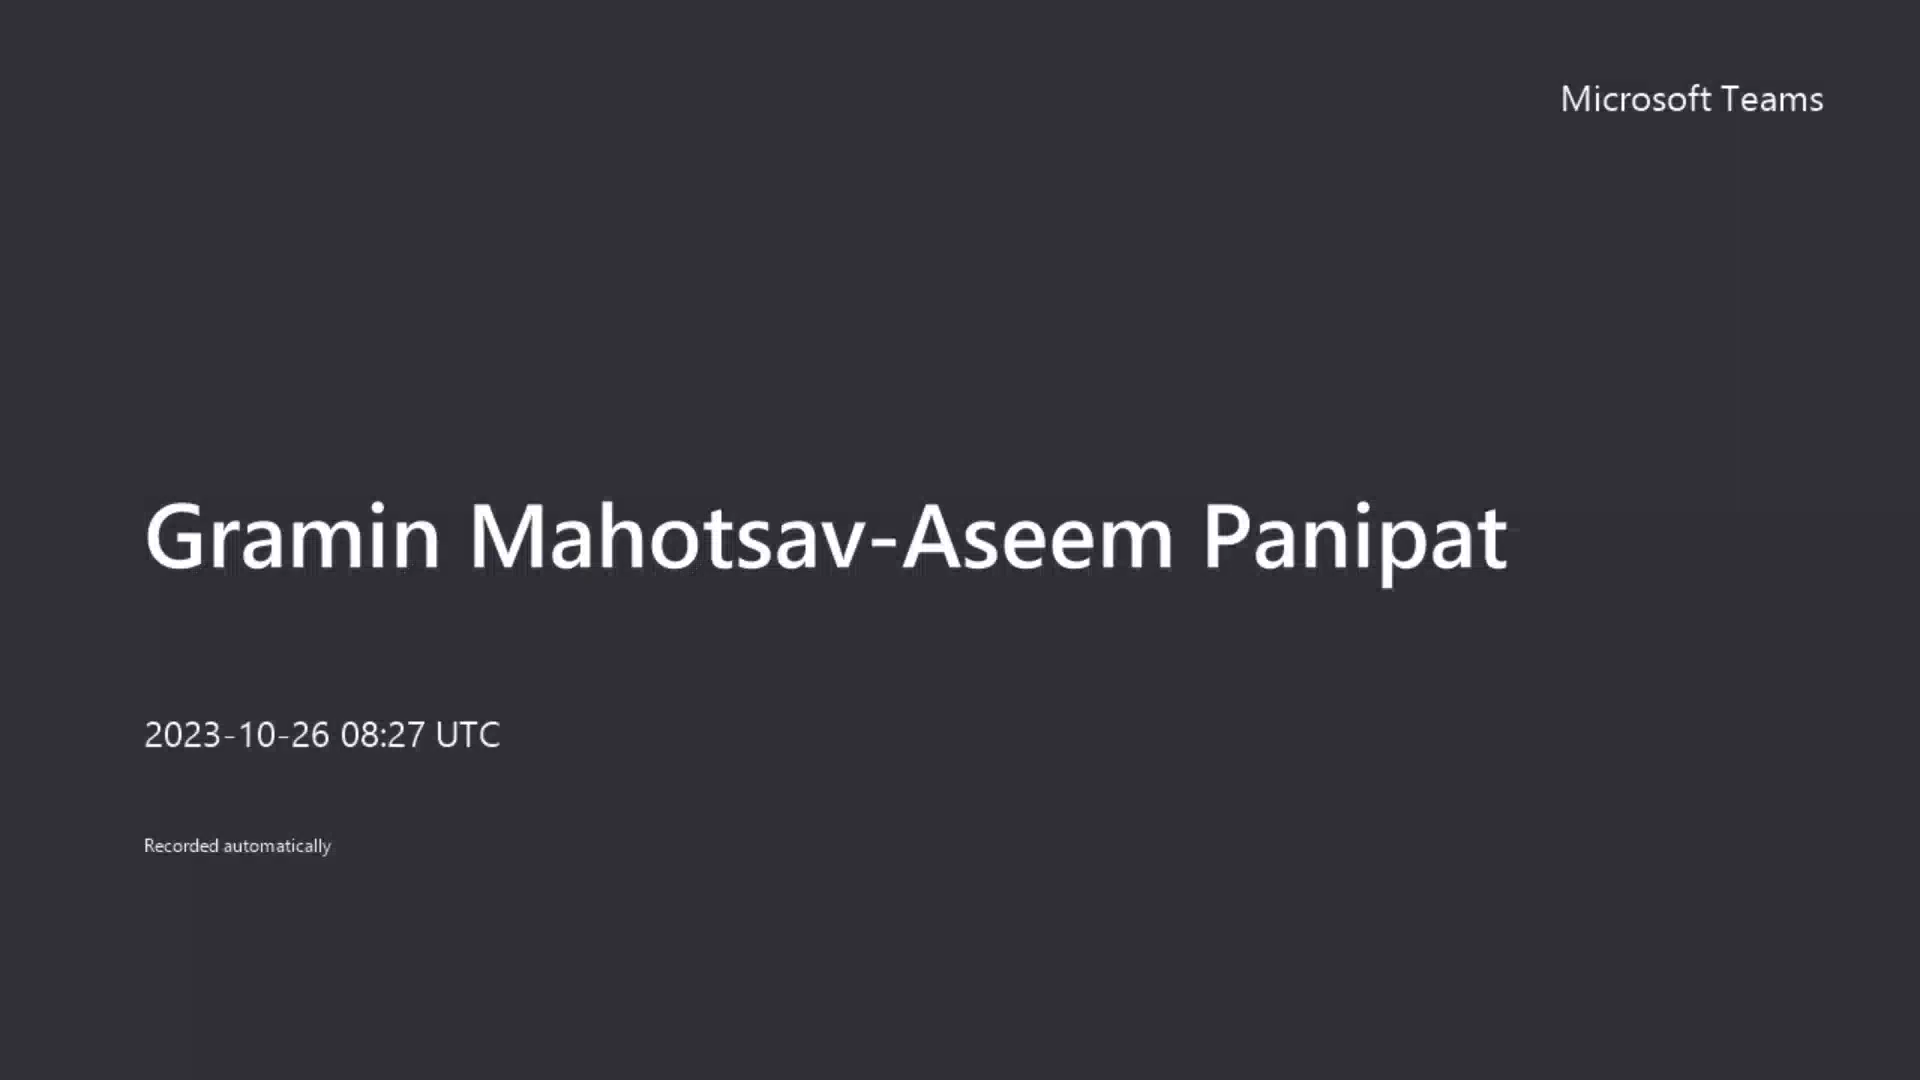 Microsoft Teams
Gramin Mahotsav-Aseem Panipat
2023-10-26 08:27 UTC
Recorded automatically